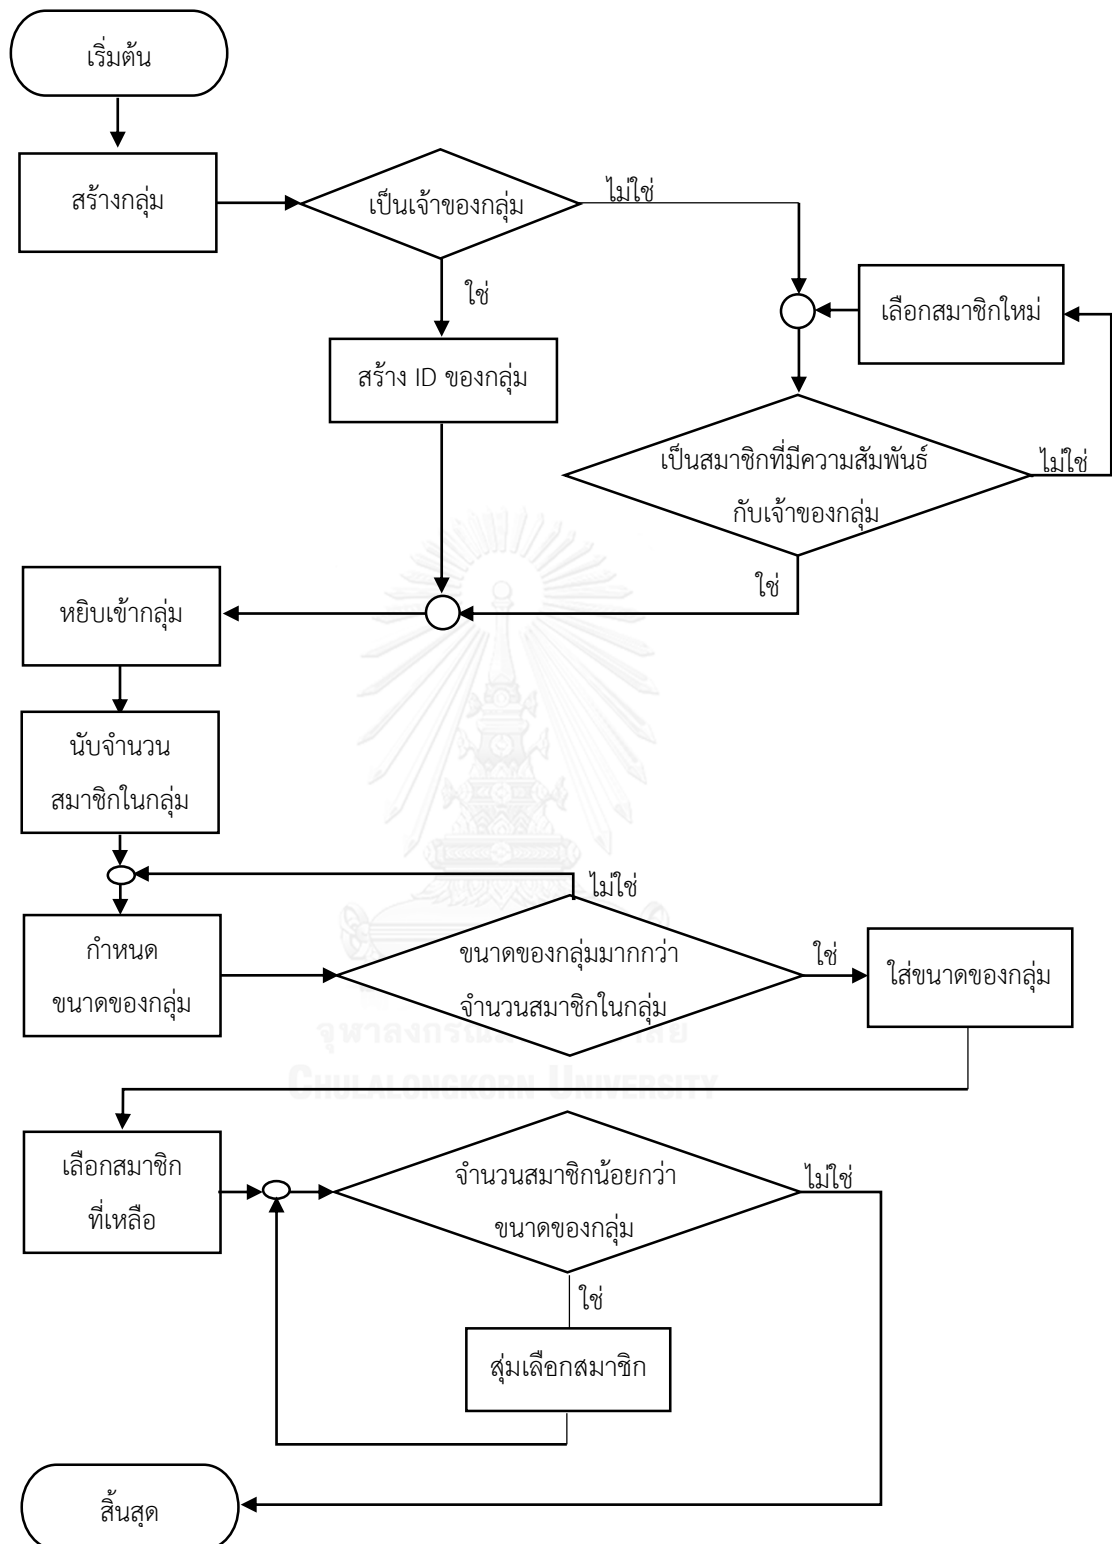 เริ่มต้น
สร้างกลุ่ม
เป็นเจ้าของกลุ่ม
ไม่ใช่
ใช่
เลือกสมาชิกใหม่
สร้าง ID ของกลุ่ม
เป็นสมาชิกที่มีความสัมพันธ์
กับเจ้าของกลุ่ม
ไม่ใช่
ใช่
หยิบเข้ากลุ่ม
นับจำนวน
สมาชิกในกลุ่ม
ไม่ใช่
กำหนด
ขนาดของกลุ่ม
ขนาดของกลุ่มมากกว่า
จำนวนสมาชิกในกลุ่ม
ใช่
ใส่ขนาดของกลุ่ม
CHULALONGKORN UNIVERSITY
เลือกสมาชิก
ที่เหลือ
จำนวนสมาชิกน้อยกว่า
ขนาดของกลุ่ม
ไม่ใช่
ใช่
สุ่มเลือกสมาชิก
สิ้นสุด